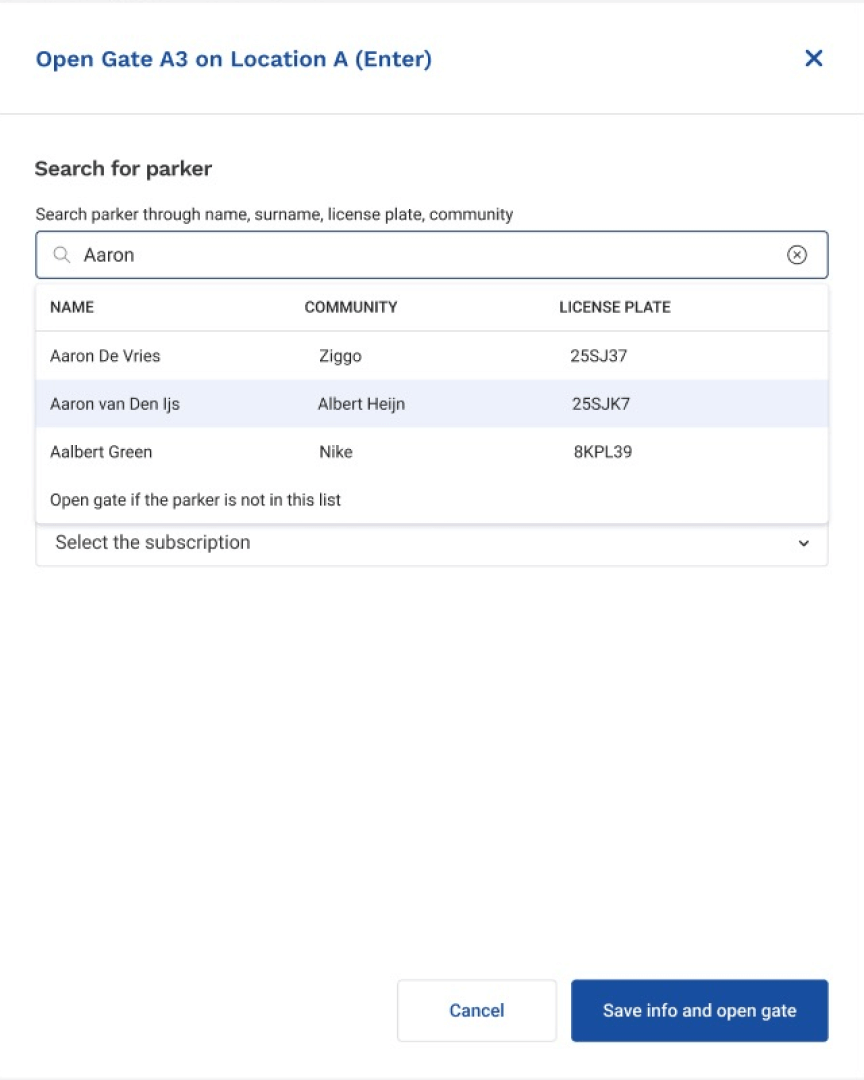 Open Gate A3 on Location A (Enter)
Search for parker
Search parker through name, surname, license plate, community
Aaron
NAME COMMUNITY LICENSE PLATE
Aaron De Vries Ziggo 25SJ37
Aaron van Den Ijs Albert Heijn 25SJK7
Aalbert Green Nike 8KPL39
Open gate if the parker is not in this list
Select the subscription
Cancel Save info and open gate